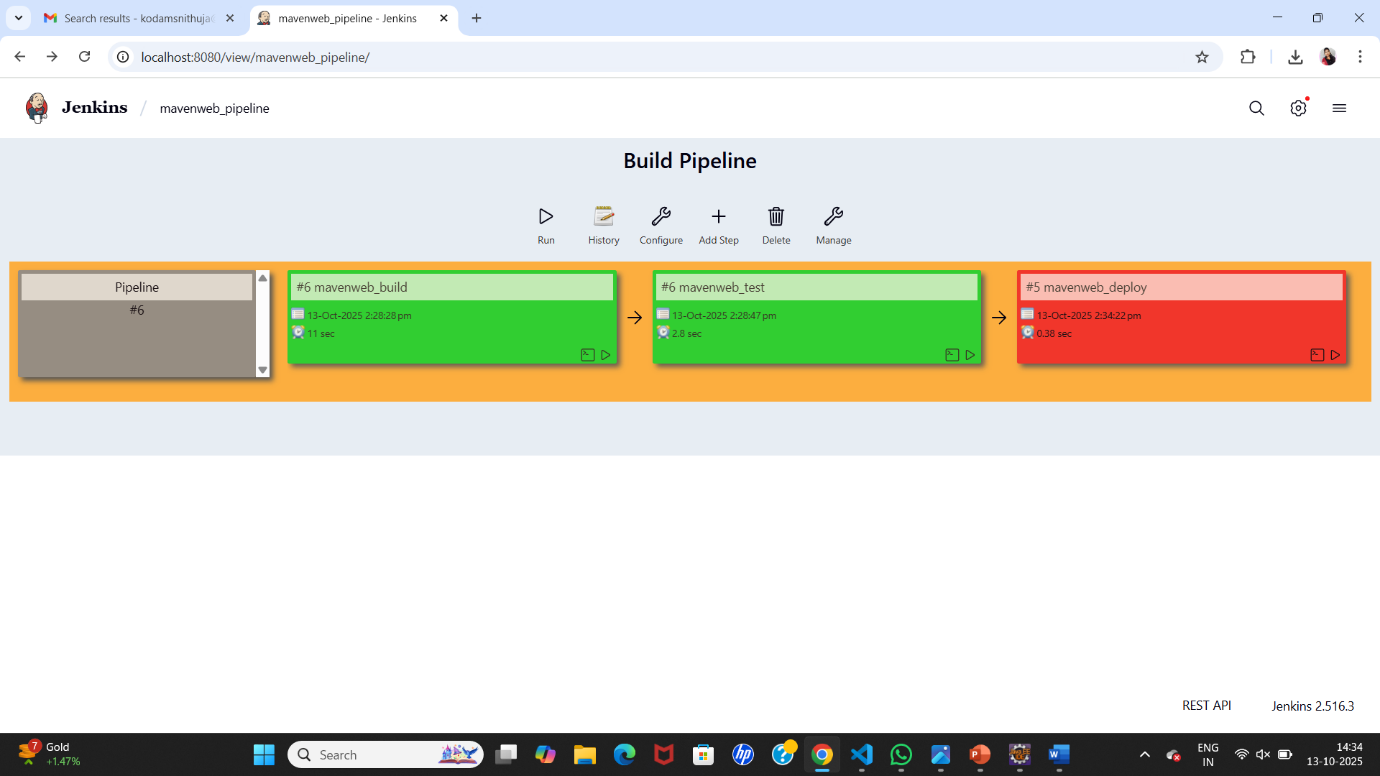 Search results - kodamsnithuja
mavenweb_pipeline - Jenkins
localhost:8080/view/mavenweb_pipeline/
Jenkins / mavenweb_pipeline
Build Pipeline
Run
History
Configure
Add Step
Delete
Manage
Pipeline
#6
#6 mavenweb_build
13-Oct-2025 2:28:28 pm
11 sec
#6 mavenweb_test
13-Oct-2025 2:28:47 pm
2.8 sec
#5 mavenweb_deploy
13-Oct-2025 2:34:22 pm
0.38 sec
REST API
Jenkins 2.516.3
7
Gold
+1.47%
Search
ENG
IN
14:34
13-10-2025